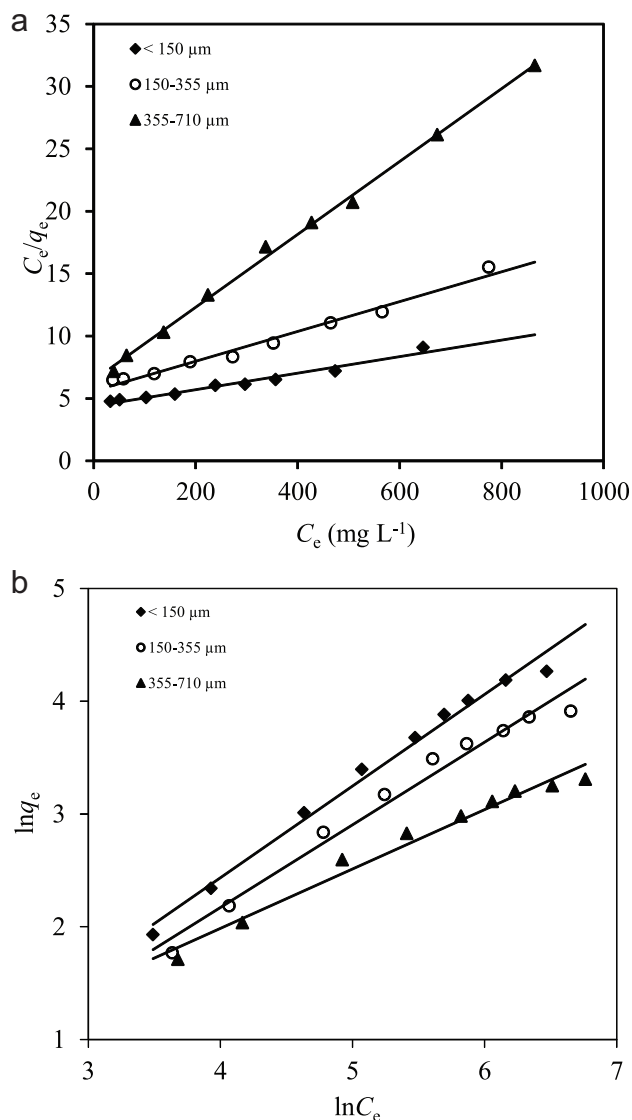 a
35
30
25
20
15
10
5
0
0 200 400 600 800 1000
< 150 µm
150-355 µm
355-710 µm
Ce/qe
Ce (mg L-1)
b
5
4
3
2
1
3 4 5 6 7
< 150 µm
150-355 µm
355-710 µm
lnqe
lnCe